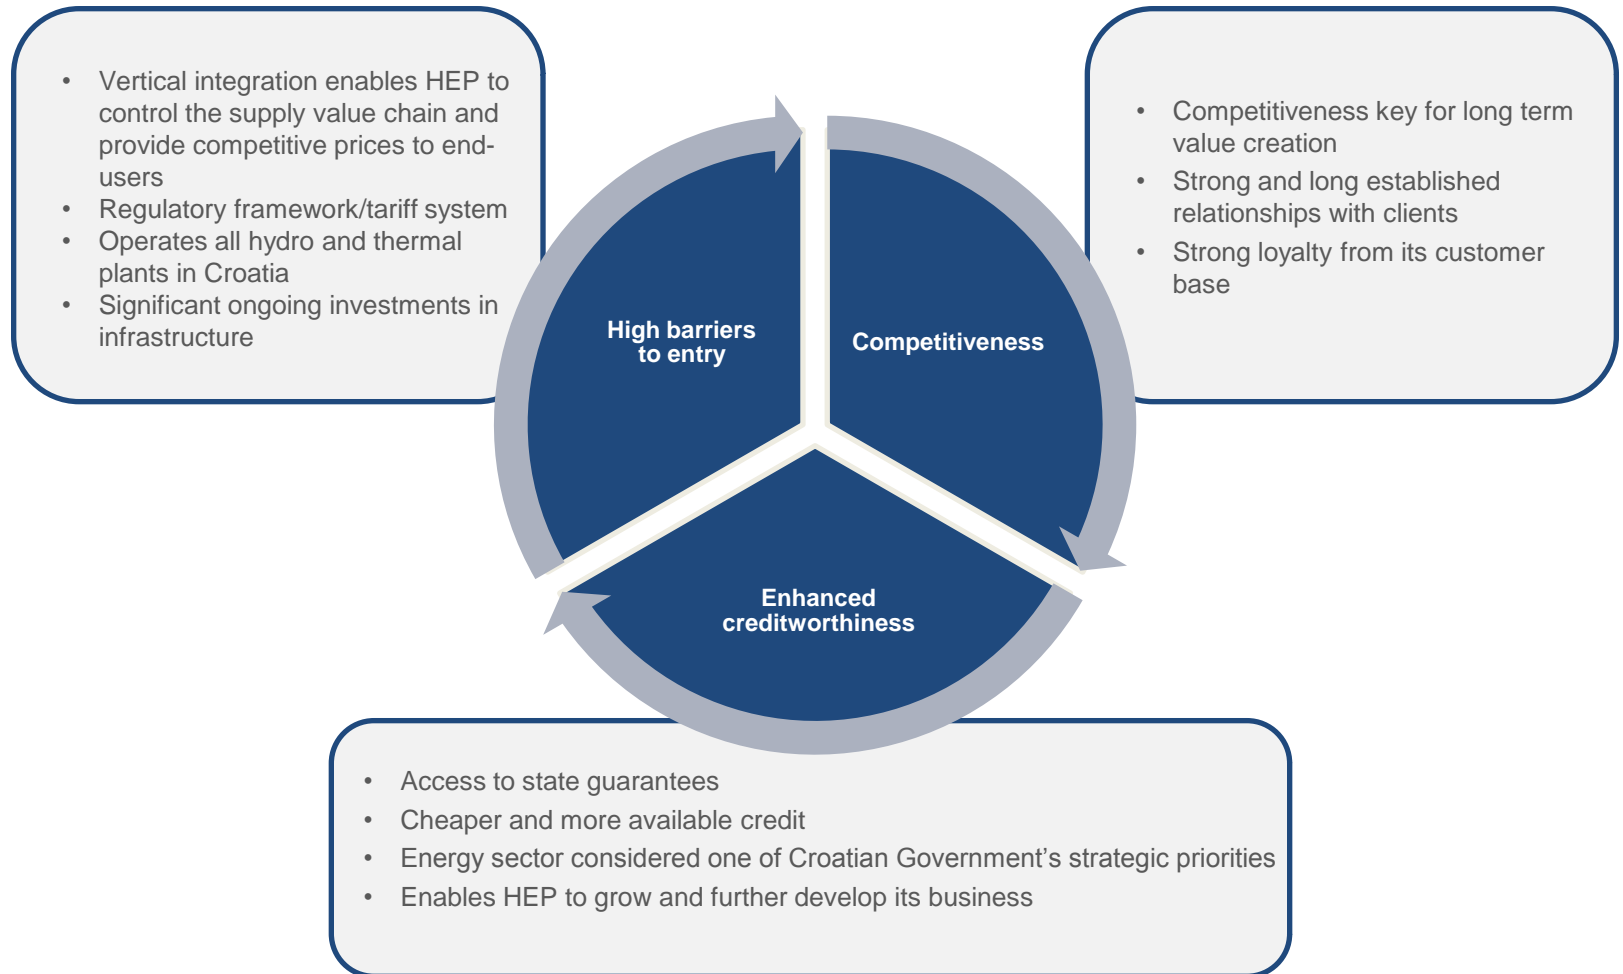 • Vertical integration enables HEP to
control the supply value chain and
provide competitive prices to end-
users
• Regulatory framework/tariff system
• Operates all hydro and thermal
plants in Croatia
• Significant ongoing investments in
infrastructure
• Competitiveness key for long term
value creation
• Strong and long established
relationships with clients
• Strong loyalty from its customer
base
High barriers
to entry
Competitiveness
Enhanced
creditworthiness
• Access to state guarantees
• Cheaper and more available credit
• Energy sector considered one of Croatian Government’s strategic priorities
• Enables HEP to grow and further develop its business